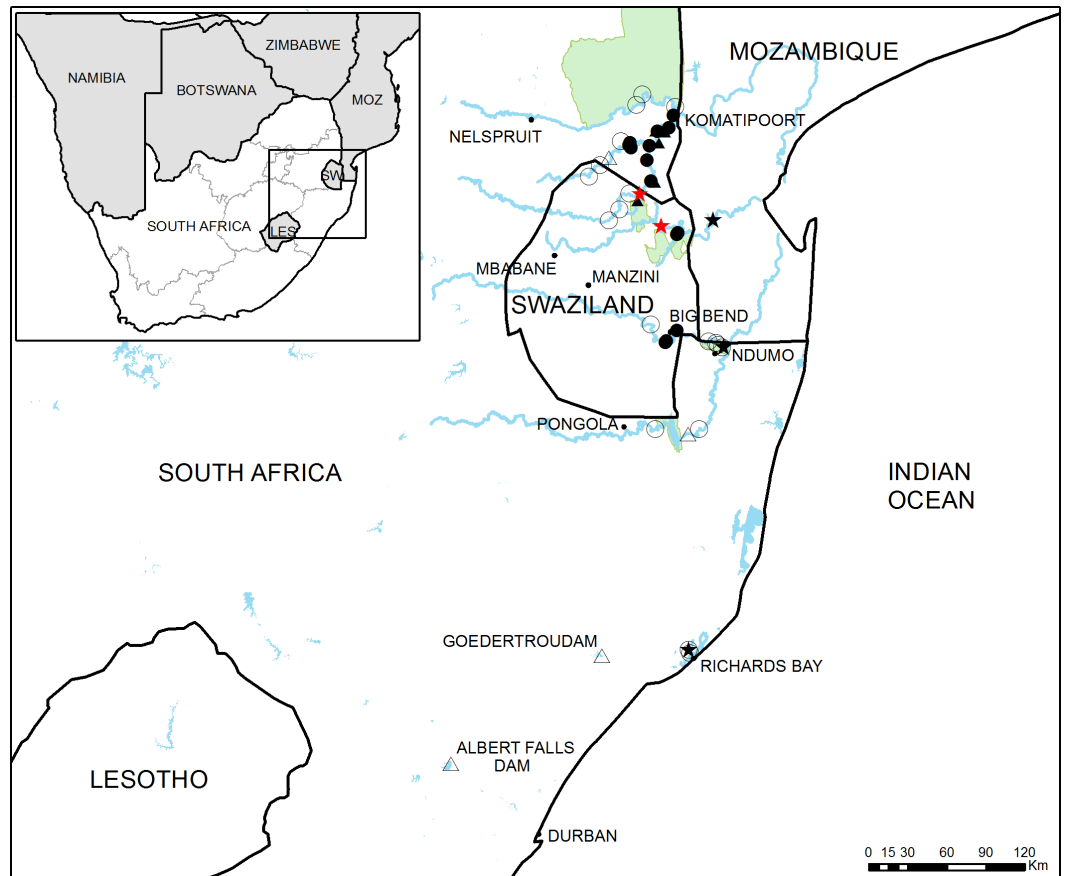 ZIMBABWE
NAMIBIA
BOTSWANA
MOZ
SW
SOUTH AFRICA
LES
MOZAMBIQUE
KOMATIPOORT
NELSPRUIT
MBABANE
MANZINI
SWAZILAND
BIG BEND
NDUMO
PONGOLA
SOUTH AFRICA
INDIAN
OCEAN
GOEDERTROUDAM
RICHARDS BAY
ALBERT FALLS
DAM
LESOTHO
DURBAN
0 15 30 60 90 120
Km